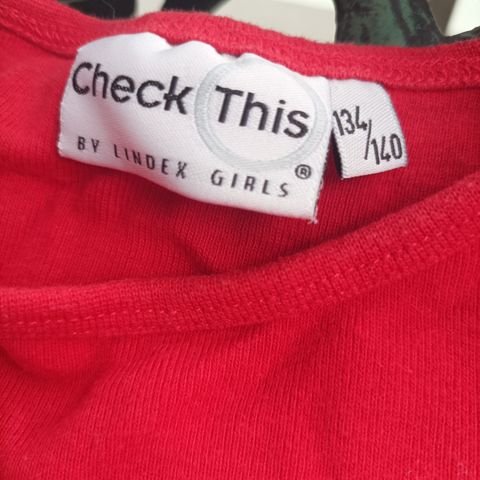 Check This
BY LINDEX GIRLS ®
134/140